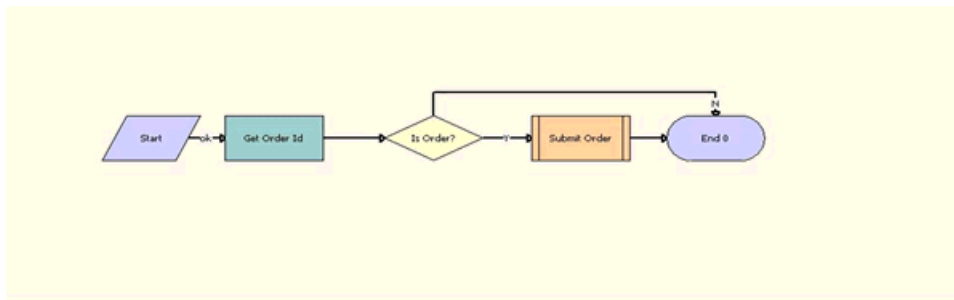 Start
ok
Get Order Id
Is Order?
Y
Submit Order
End 0
N